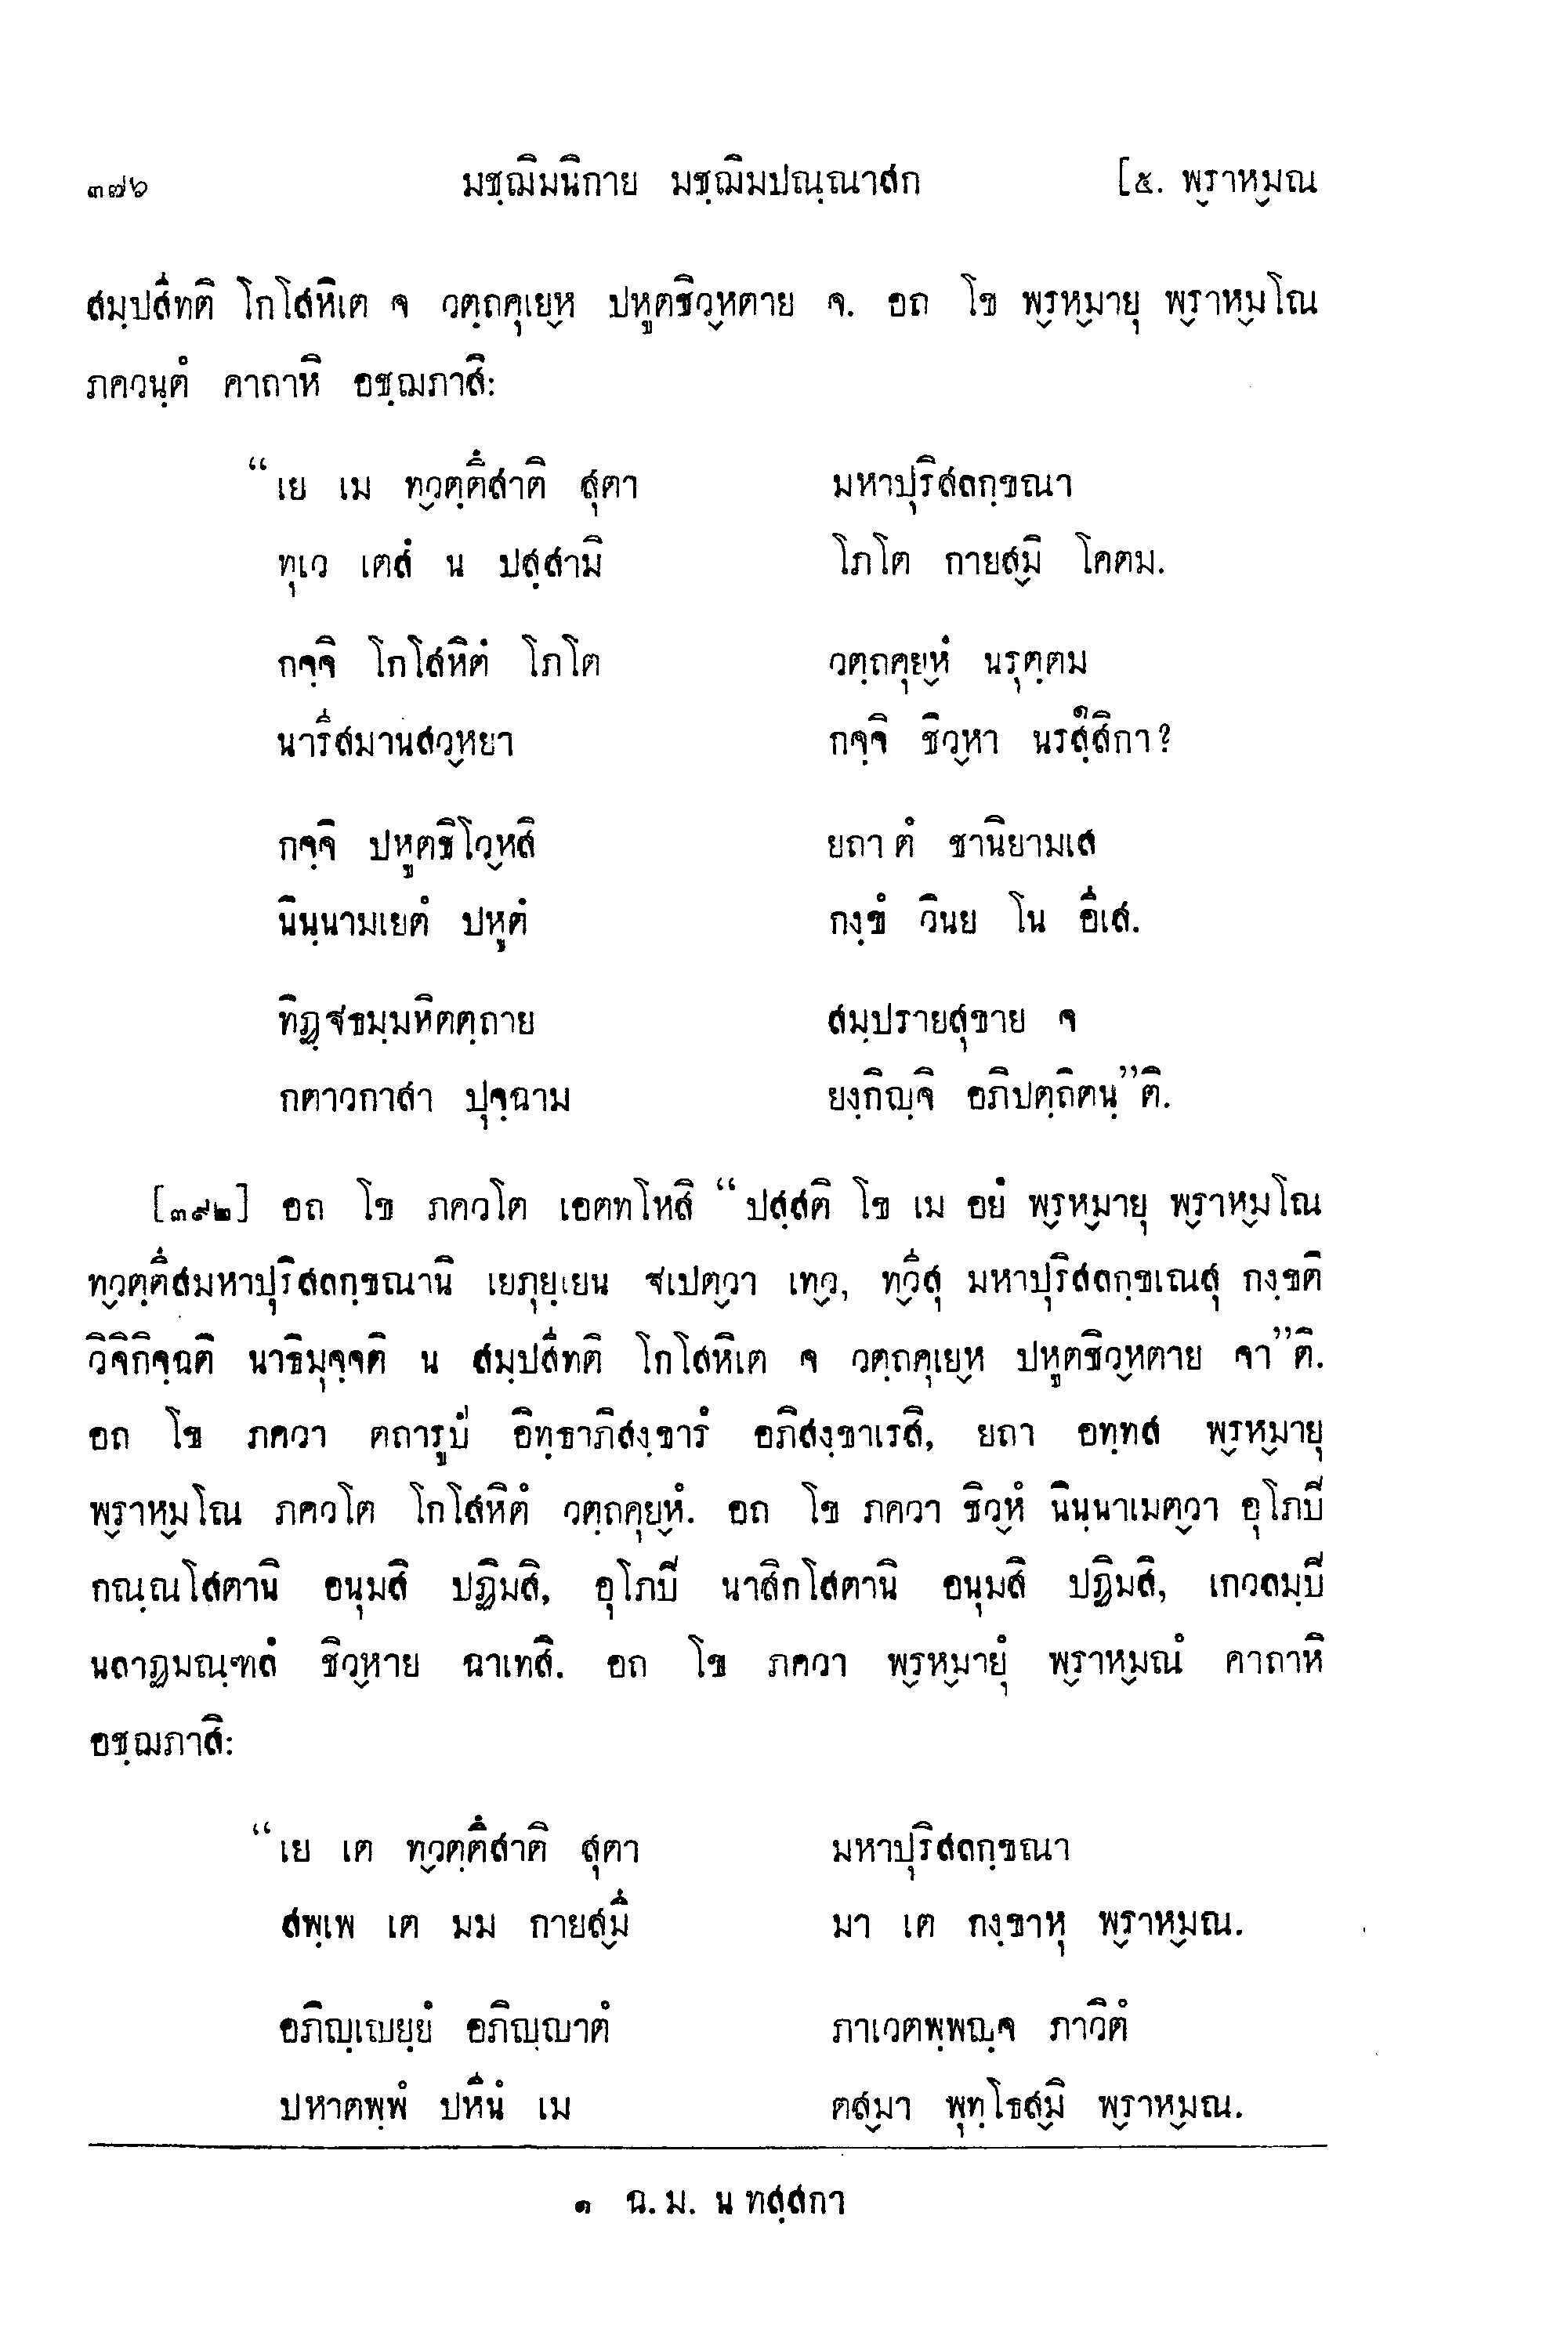 ๓๗๖ มชฺฌิมนิกาย มชฺฌิมปณฺณาสก [๕. พฺราหฺมณ
สมฺปสีทติ โกโสหิเต จ วตฺถคุเยฺห ปหูตชิวฺหตาย จ. อถ โข พฺรหฺมายุ พฺราหฺมโณ
ภควนฺตํ คาถาหิ อชฺฌภาสิ:
“เย เม ทฺวตฺตึสาติ สุตา มหาปุริสลกฺขณา
ทุเว เตสํ น ปสฺสามิ โภโต กายสฺมิ โคตม.
กจฺจิ โกโสหิตํ โภโต วตฺถคุยฺหํ นรุตฺตม
นารีสมานสวฺหยา กจฺจิ ชิวฺหา นรสฺสิกา๑?
กจฺจิ ปหูตชิโวฺหสิ ยถา ตํ ชานิยามเส
นินฺนามเยตํ ปหูตํ กงฺขํ วินย โน อิเส.
ทิฏฺฐธมฺมหิตตฺถาย สมฺปรายสุขาย จ
กตาวกาสา ปุจฺฉาม ยงฺกิญฺจิ อภิปตฺถิตนฺ”ติ.
[๓๙๒] อถ โข ภควโต เอตทโหสิ “ปสฺสติ โข เม อยํ พฺรหฺมายุ พฺราหฺมโณ
ทฺวตฺตึสมหาปุริสลกฺขณานิ เยภุยฺเยน ฐเปตฺวา เทฺว, ทฺวีสุ มหาปุริสลกฺขเณสุ กงฺขติ
วิจิกิจฺฉติ นาธิมุจฺจติ น สมฺปสีทติ โกโสหิเต จ วตฺถคุเยฺห ปหูตชิวฺหตาย จา”ติ.
อถ โข ภควา ตถารูปํ อิทฺธาภิสงฺขารํ อภิสงฺขาเรสิ, ยถา อทฺทส พฺรหฺมายุ
พฺราหฺมโณ ภควโต โกโสหิตํ วตฺถคุยฺหํ. อถ โข ภควา ชิวฺหํ นินฺนาเมตฺวา อุโภปิ
กณฺณโสตานิ อนุมสิ ปฏิมสิ, อุโภปิ นาสิกโสตานิ อนุมสิ ปฏิมสิ, เกวลมฺปิ
นลาฏมณฺฑลํ ชิวฺหาย ฉาเทสิ. อถ โข ภควา พฺรหฺมายุํ พฺราหฺมณํ คาถาหิ
อชฺฌภาสิ:
“เย เต ทฺวตฺตึสาติ สุตา มหาปุริสลกฺขณา
สพฺเพ เต มม กายสฺมึ มา เต กงฺขาหุ พฺราหฺมณ.
อภิญฺเญยฺยํ อภิญฺญาตํ ภาเวตพฺพญฺจ ภาวิตํ
ปหาตพฺพํ ปหีนํ เม ตสฺมา พุทฺโธสฺมิ พฺราหฺมณ.
๑ ฉ. ม. น ทสฺสกา